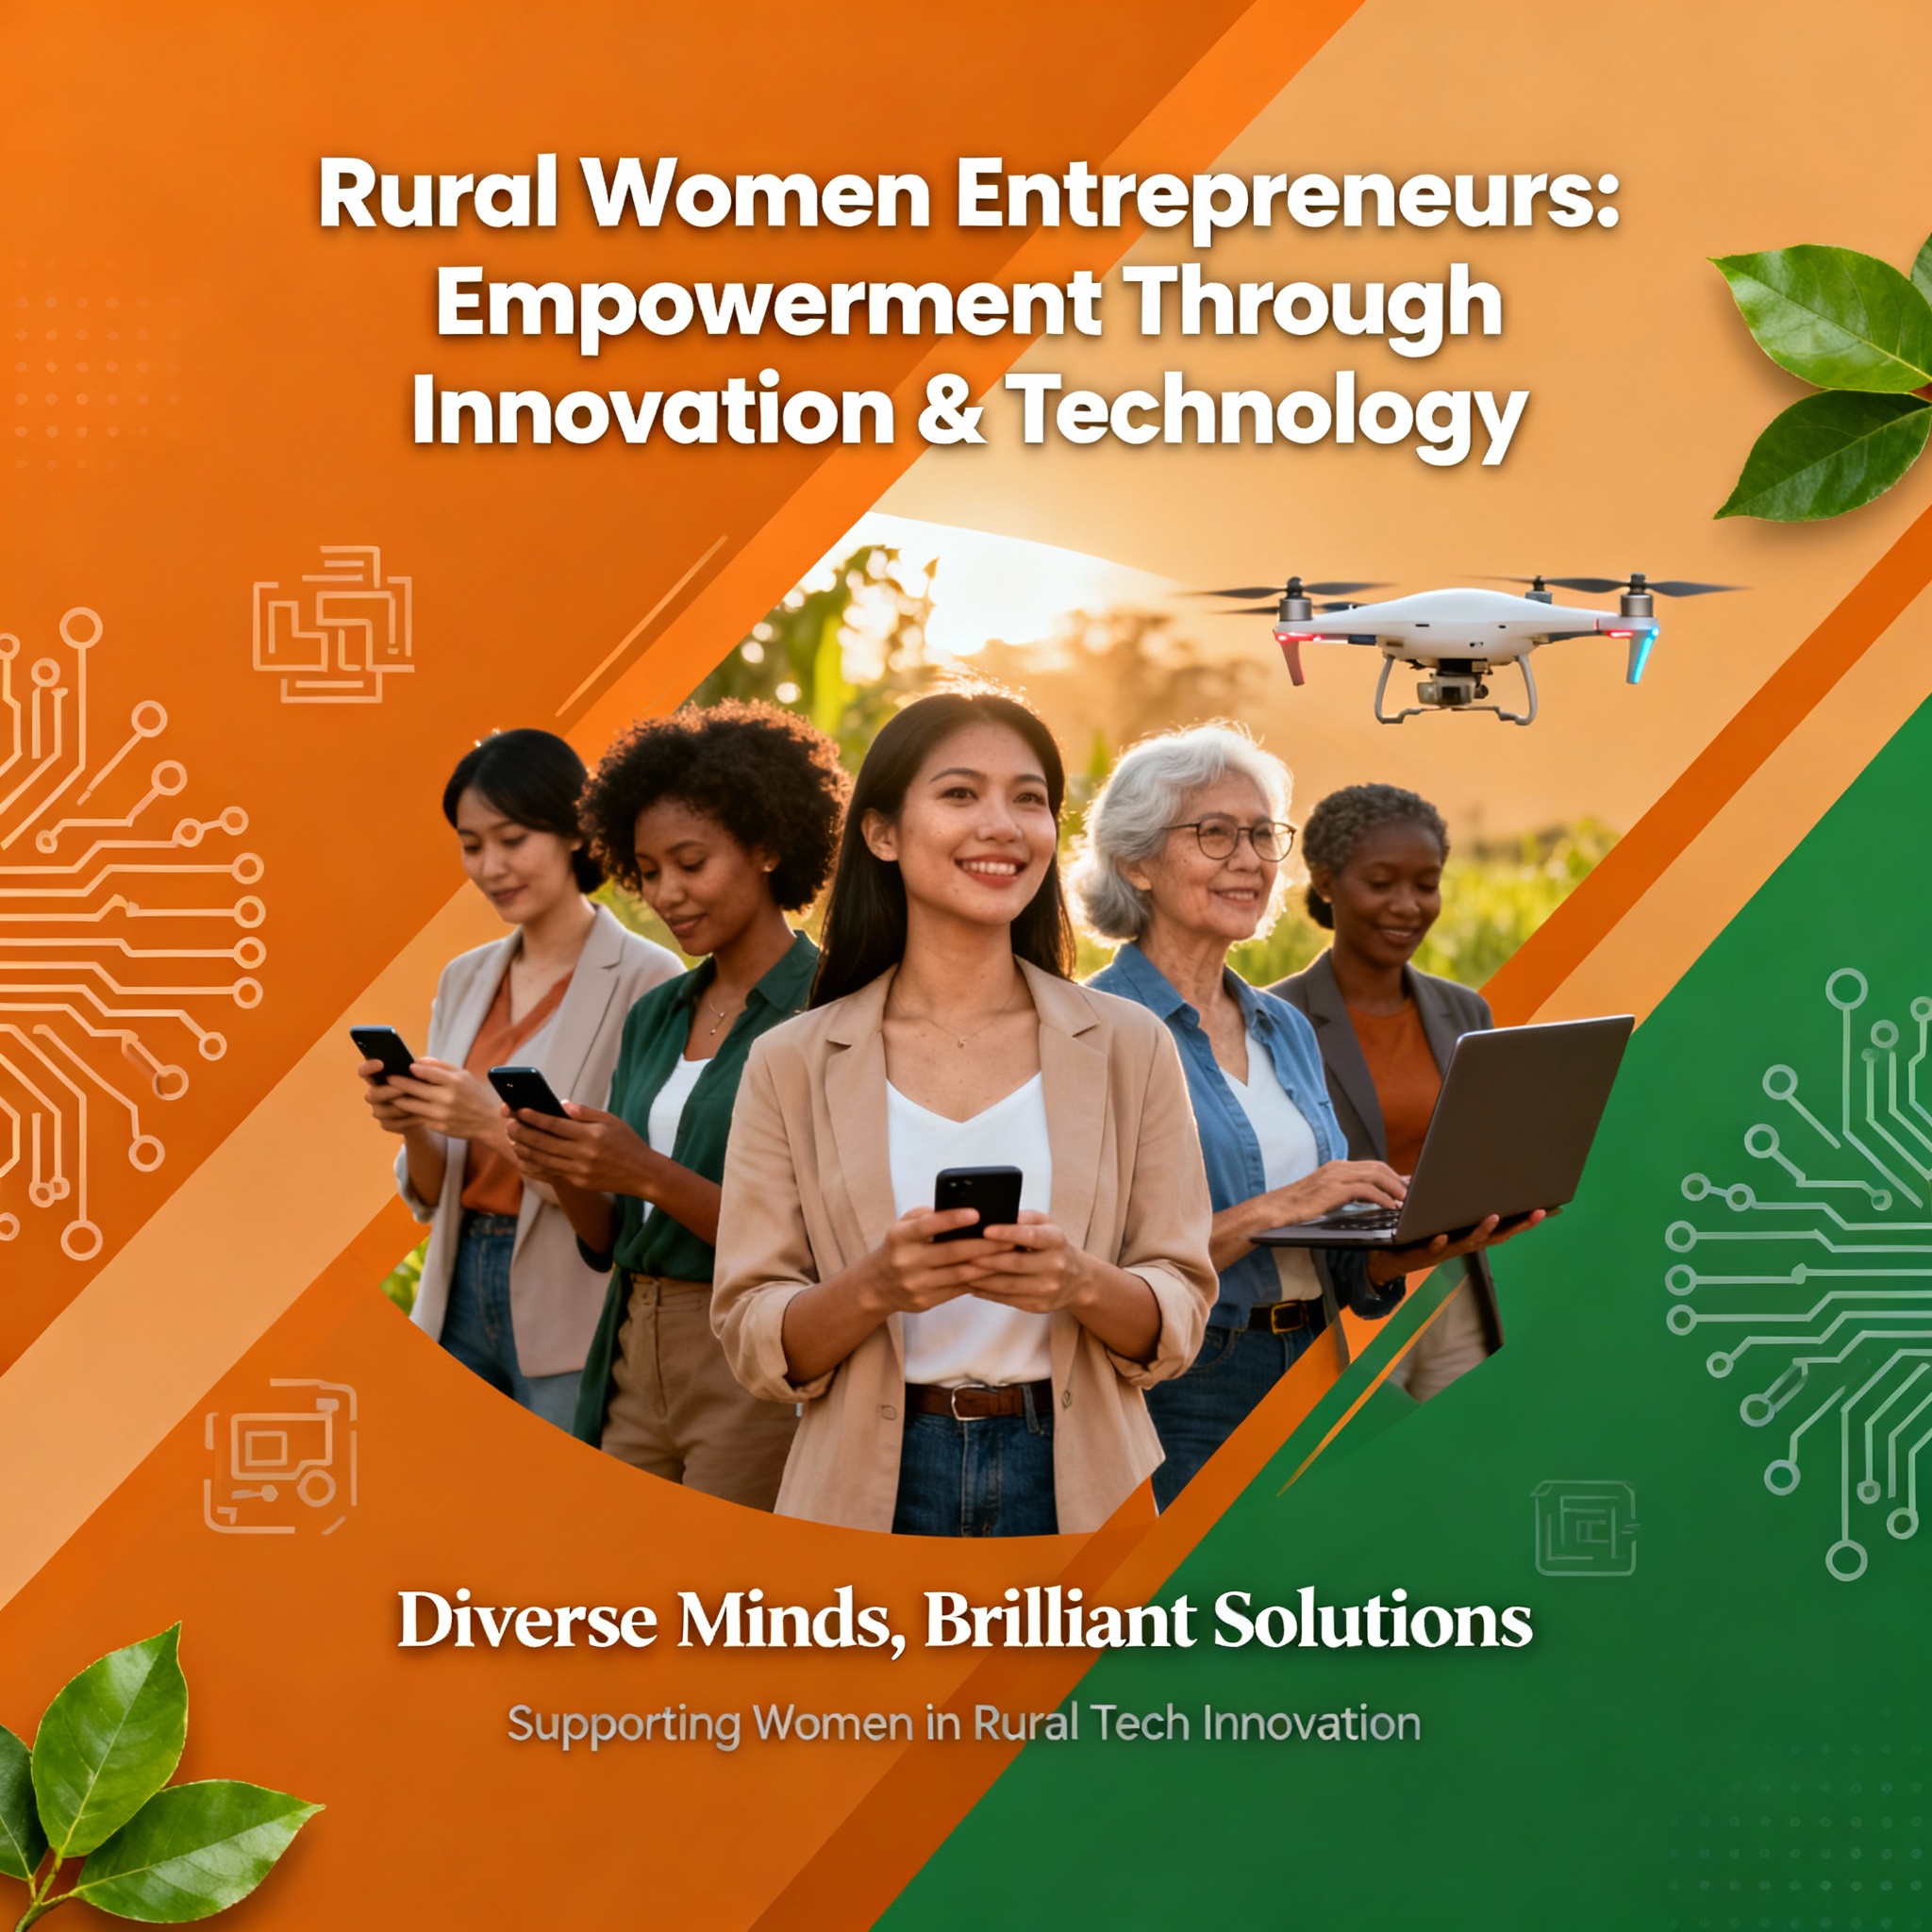 Rural Women Entrepreneurs:
Empowerment Through
Innovation & Technology
Diverse Minds, Brilliant Solutions
Supporting Women in Rural Tech Innovation